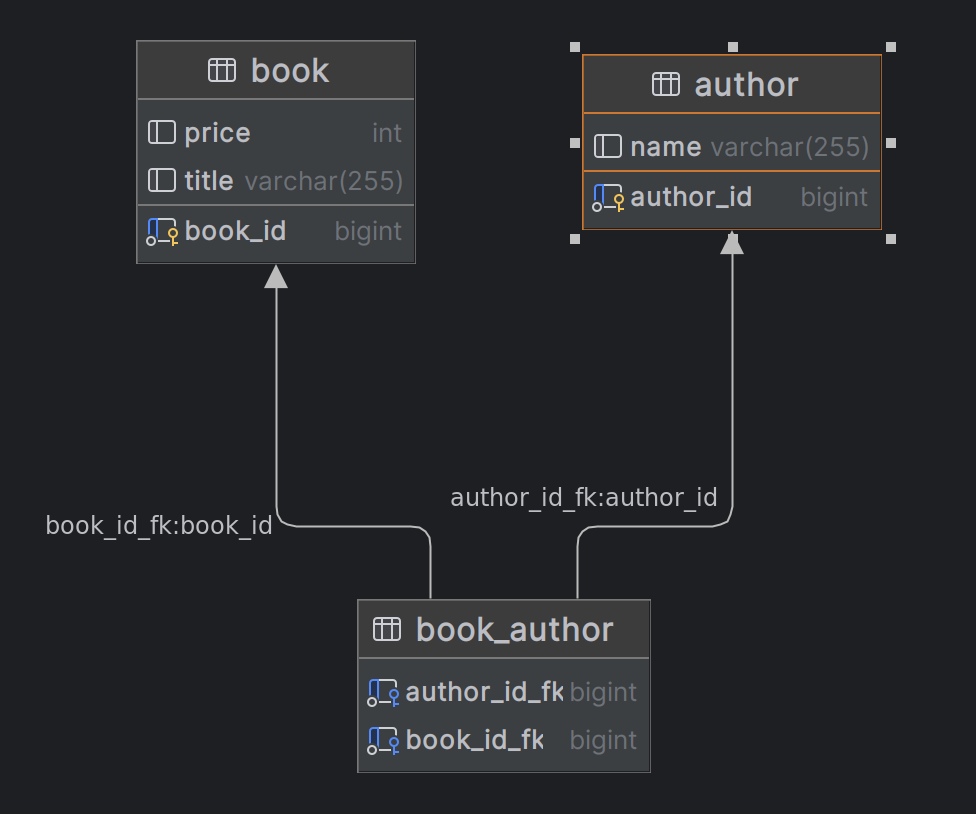 book
price int
title varchar(255)
book_id bigint
author
name varchar(255)
author_id bigint
book_id_fk:book_id
author_id_fk:author_id
book_author
author_id_fk bigint
book_id_fk bigint